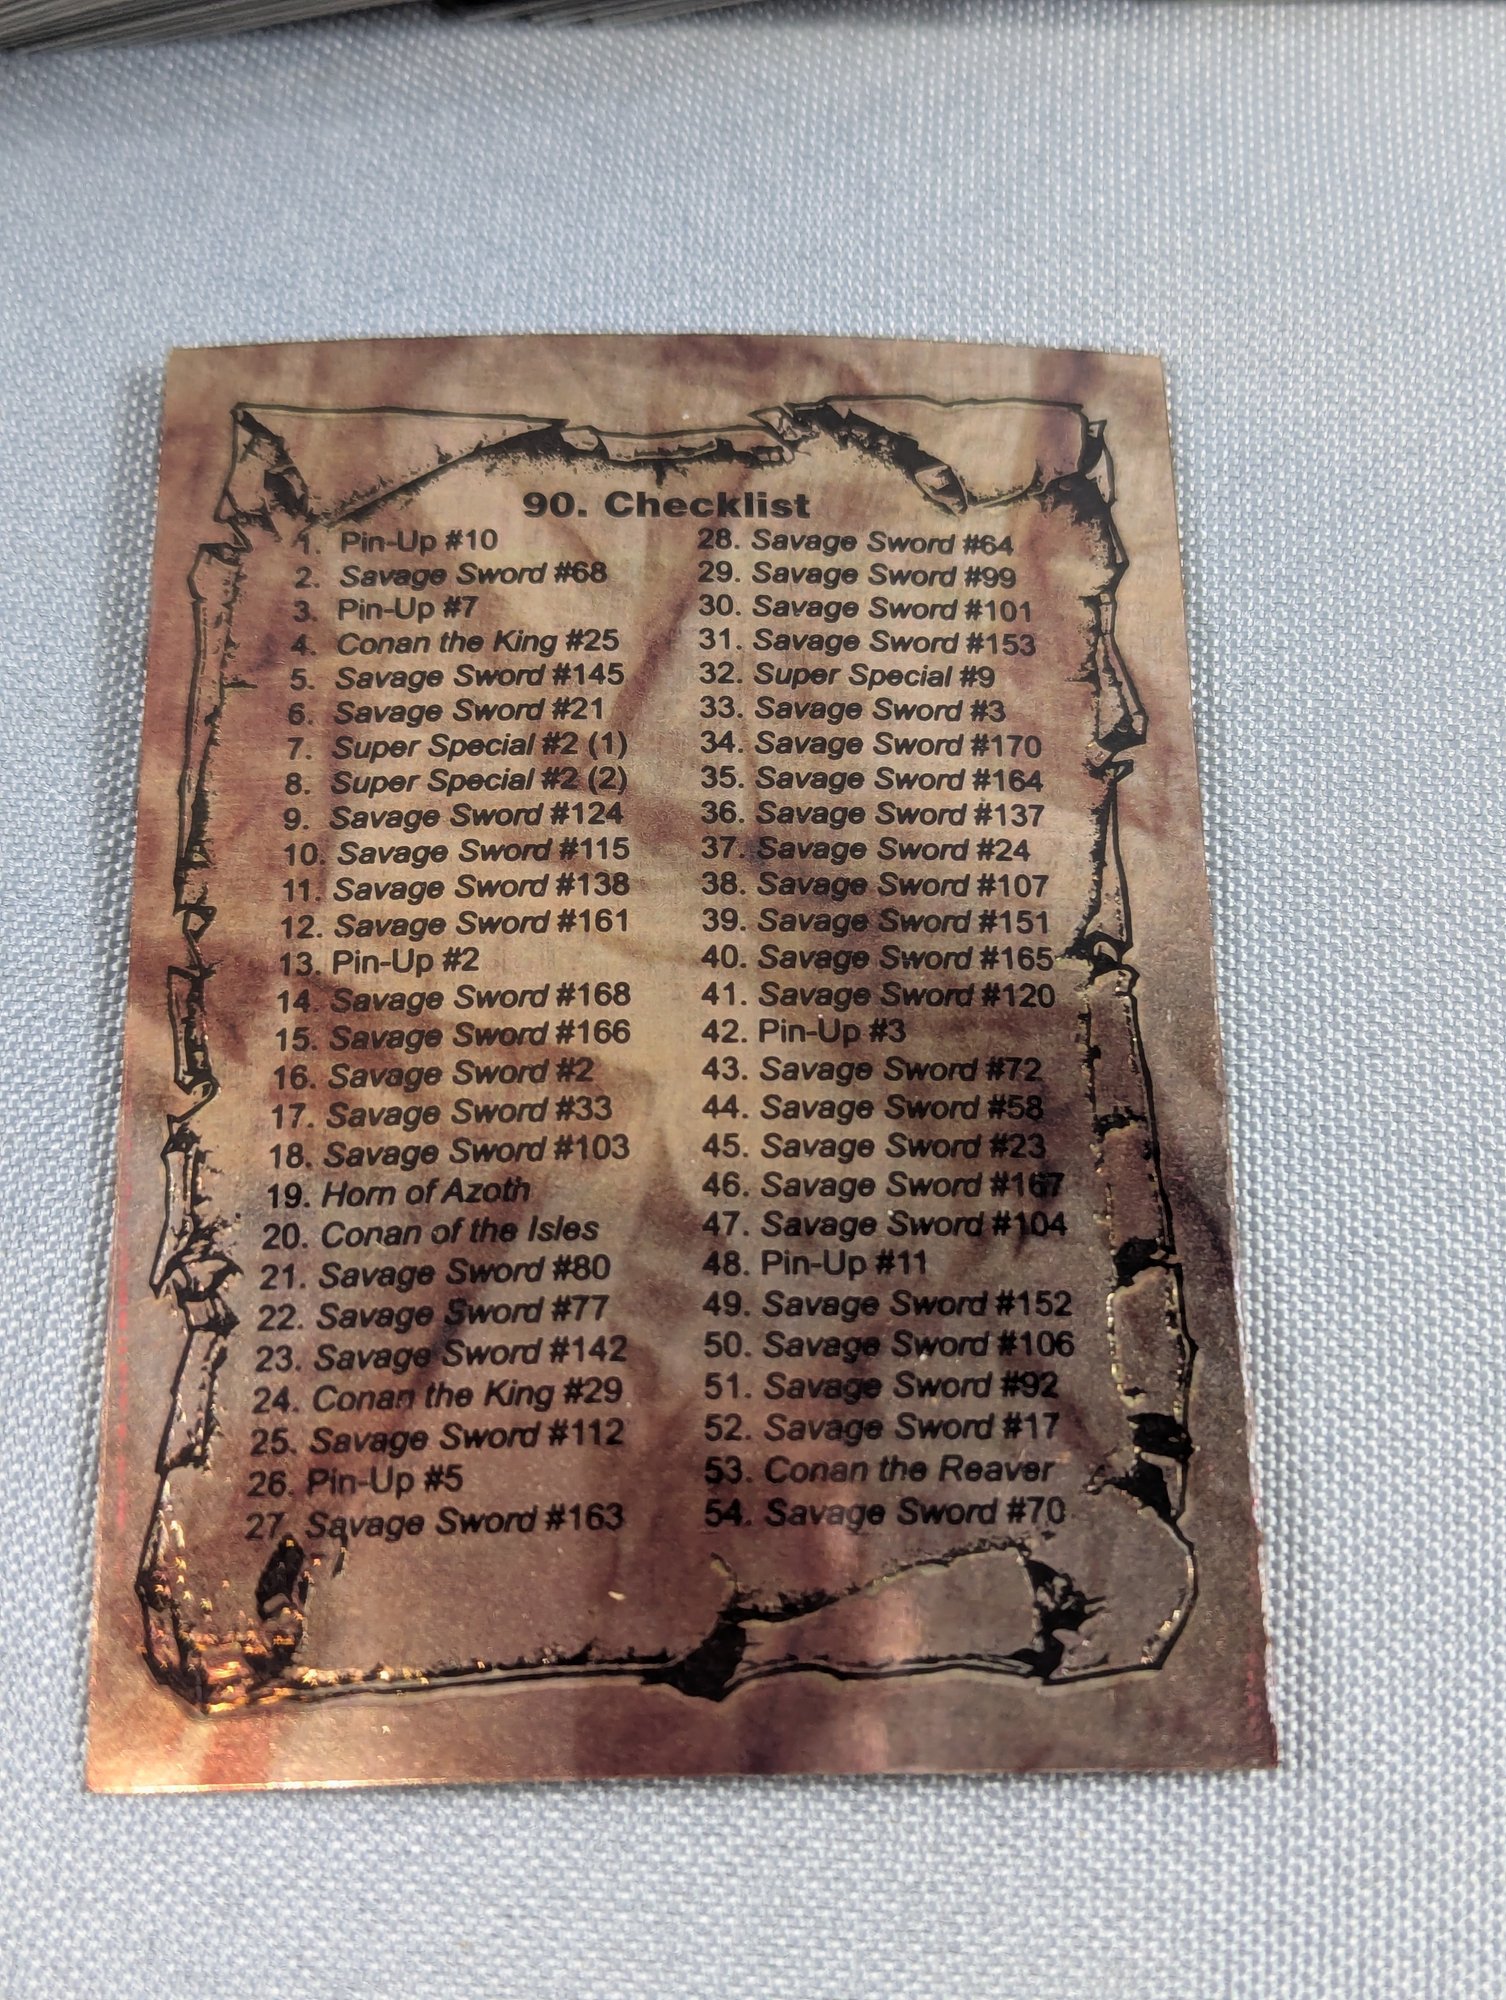 90. Checklist
1. Pin-Up #10
2. Savage Sword #68
3. Pin-Up #7
4. Conan the King #25
5. Savage Sword #145
6. Savage Sword #21
7. Super Special #2 (1)
8. Super Special #2 (2)
9. Savage Sword #124
10. Savage Sword #115
11. Savage Sword #138
12. Savage Sword #161
13. Pin-Up #2
14. Savage Sword #168
15. Savage Sword #166
16. Savage Sword #2
17. Savage Sword #33
18. Savage Sword #103
19. Horn of Azoth
20. Conan of the Isles
21. Savage Sword #80
22. Savage Sword #77
23. Savage Sword #142
24. Conan the King #29
25. Savage Sword #112
26. Pin-Up #5
27. Savage Sword #163
28. Savage Sword #64
29. Savage Sword #99
30. Savage Sword #101
31. Savage Sword #153
32. Super Special #9
33. Savage Sword #3
34. Savage Sword #170
35. Savage Sword #164
36. Savage Sword #137
37. Savage Sword #24
38. Savage Sword #107
39. Savage Sword #151
40. Savage Sword #165
41. Savage Sword #120
42. Pin-Up #3
43. Savage Sword #72
44. Savage Sword #58
45. Savage Sword #23
46. Savage Sword #167
47. Savage Sword #104
48. Pin-Up #11
49. Savage Sword #152
50. Savage Sword #106
51. Savage Sword #92
52. Savage Sword #17
53. Conan the Reaver
54. Savage Sword #70